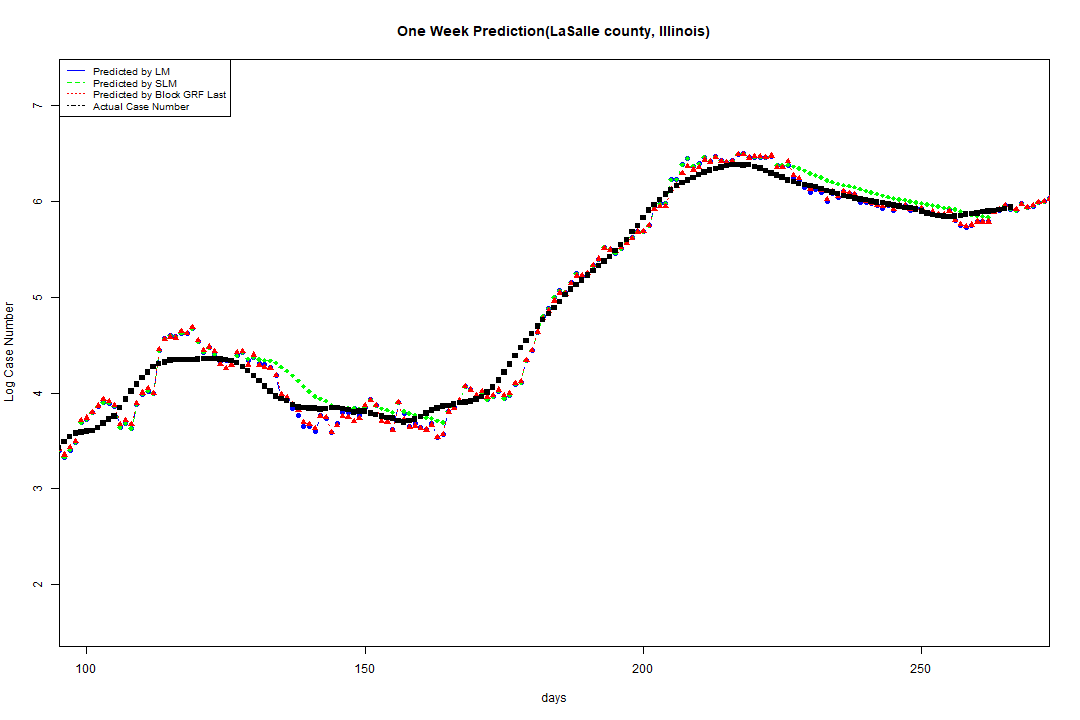 One Week Prediction(LaSalle county, Illinois)
Predicted by LM
Predicted by SLM
Predicted by Block GRF Last
Actual Case Number
7
6
5
4
3
2
Log Case Number
100 150 200 250
days